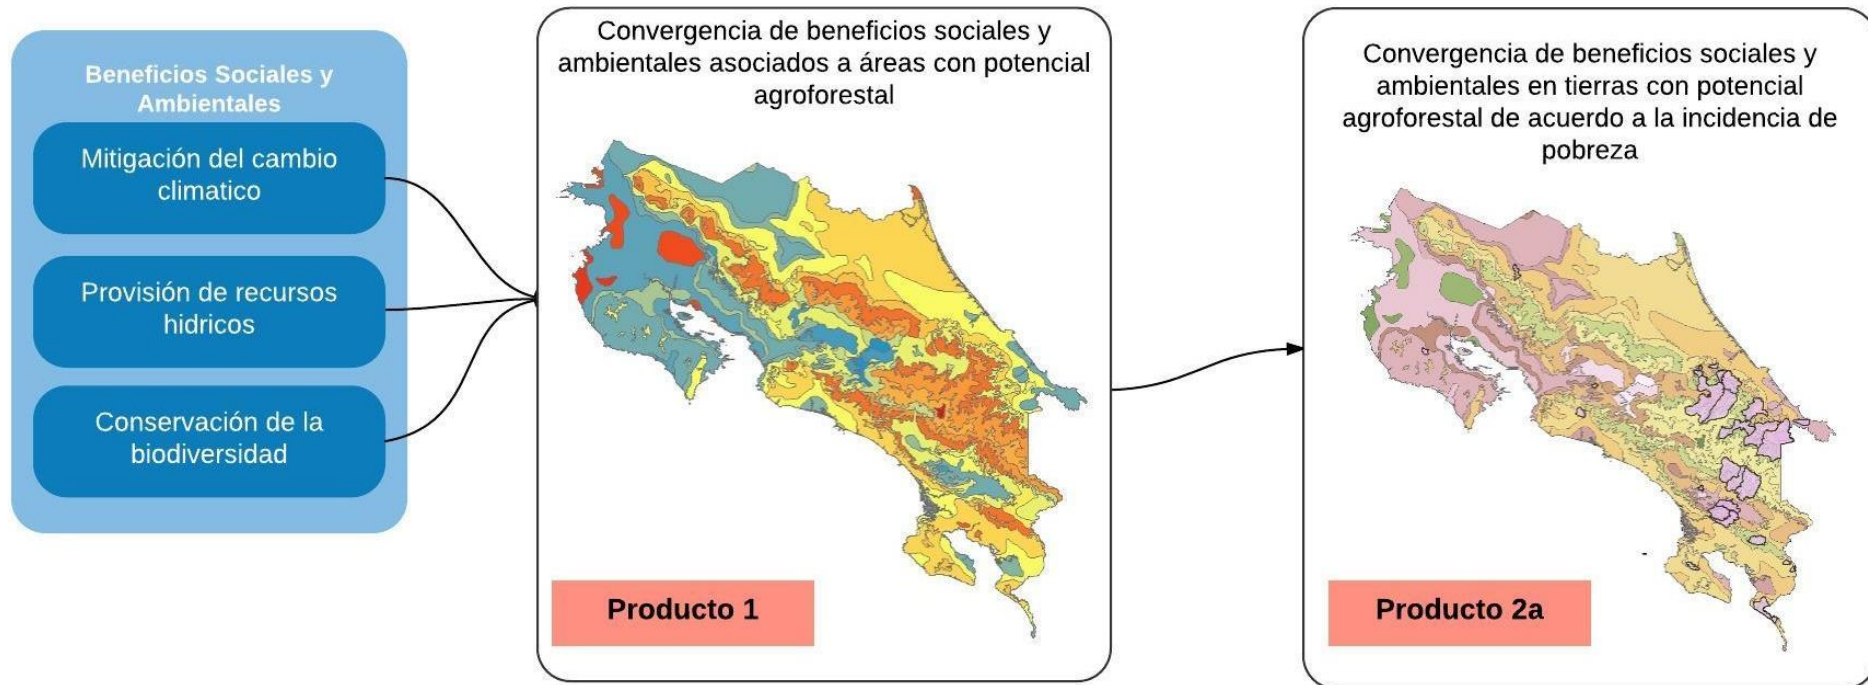 Beneficios Sociales y
Ambientales
Mitigación del cambio
climatico
Provisión de recursos
hidricos
Conservación de la
biodiversidad
Convergencia de beneficios sociales y
ambientales asociados a áreas con potencial
agroforestal
Producto 1
Convergencia de beneficios sociales y
ambientales en tierras con potencial
agroforestal de acuerdo a la incidencia de
pobreza
Producto 2a